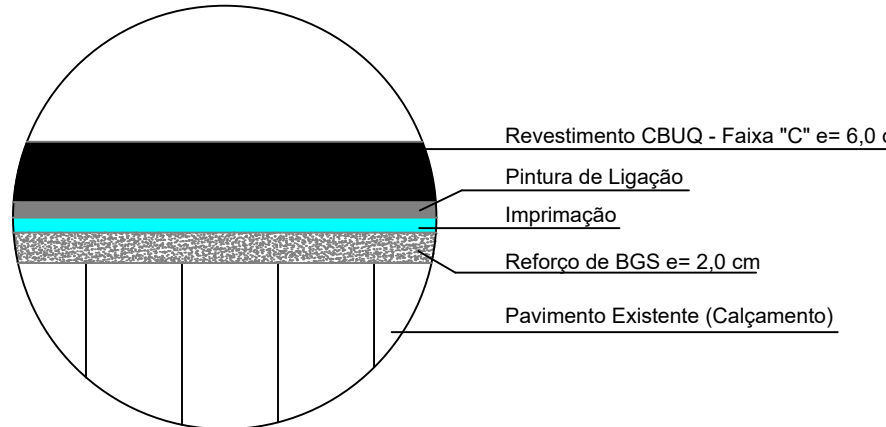 Revestimento CBUQ - Faixa "C" e= 6,0 c
Pintura de Ligação
Imprimação
Reforço de BGS e= 2,0 cm
Pavimento Existente (Calçamento)